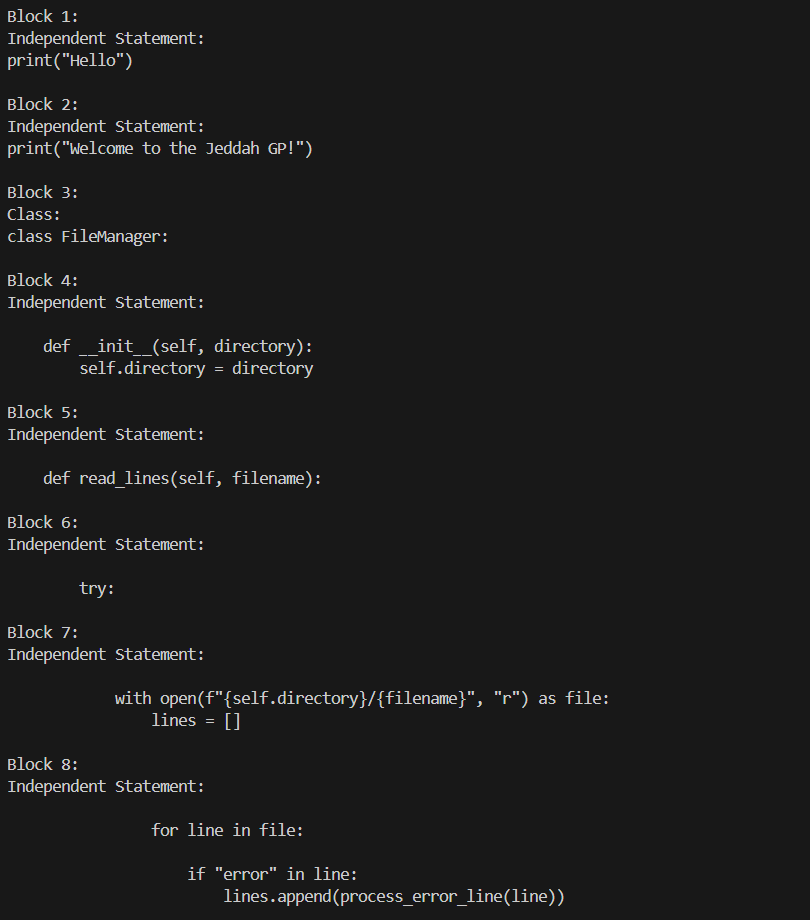 Block 1:
Independent Statement:
print("Hello")

Block 2:
Independent Statement:
print("Welcome to the Jeddah GP!")

Block 3:
Class:
class FileManager:

Block 4:
Independent Statement:

    def __init__(self, directory):
        self.directory = directory

Block 5:
Independent Statement:

    def read_lines(self, filename):

Block 6:
Independent Statement:

        try:

Block 7:
Independent Statement:

            with open(f"{self.directory}/{filename}", "r") as file:
                lines = []

Block 8:
Independent Statement:

                for line in file:

                    if "error" in line:
                        lines.append(process_error_line(line))